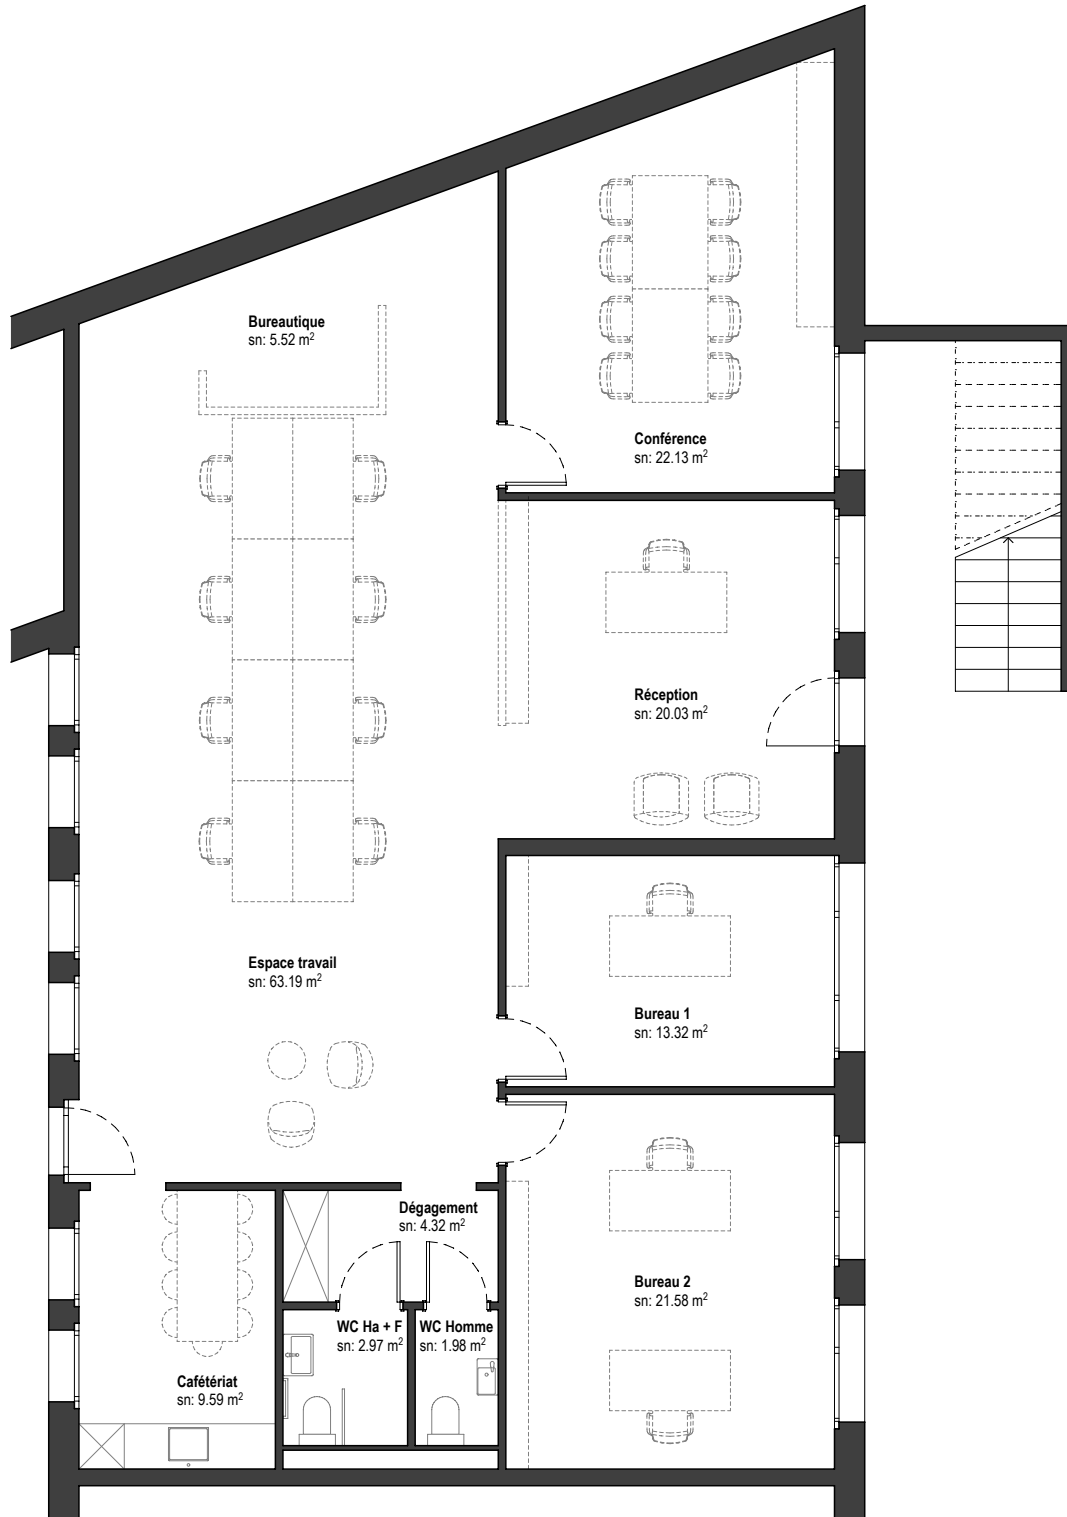 Bureautique
sn: 5.52 m²
Conférence
sn: 22.13 m²
Réception
sn: 20.03 m²
Espace travail
sn: 63.19 m²
Bureau 1
sn: 13.32 m²
Dégagement
sn: 4.32 m²
Bureau 2
sn: 21.58 m²
WC Ha + F
sn: 2.97 m²
WC Homme
sn: 1.98 m²
Cafétériat
sn: 9.59 m²